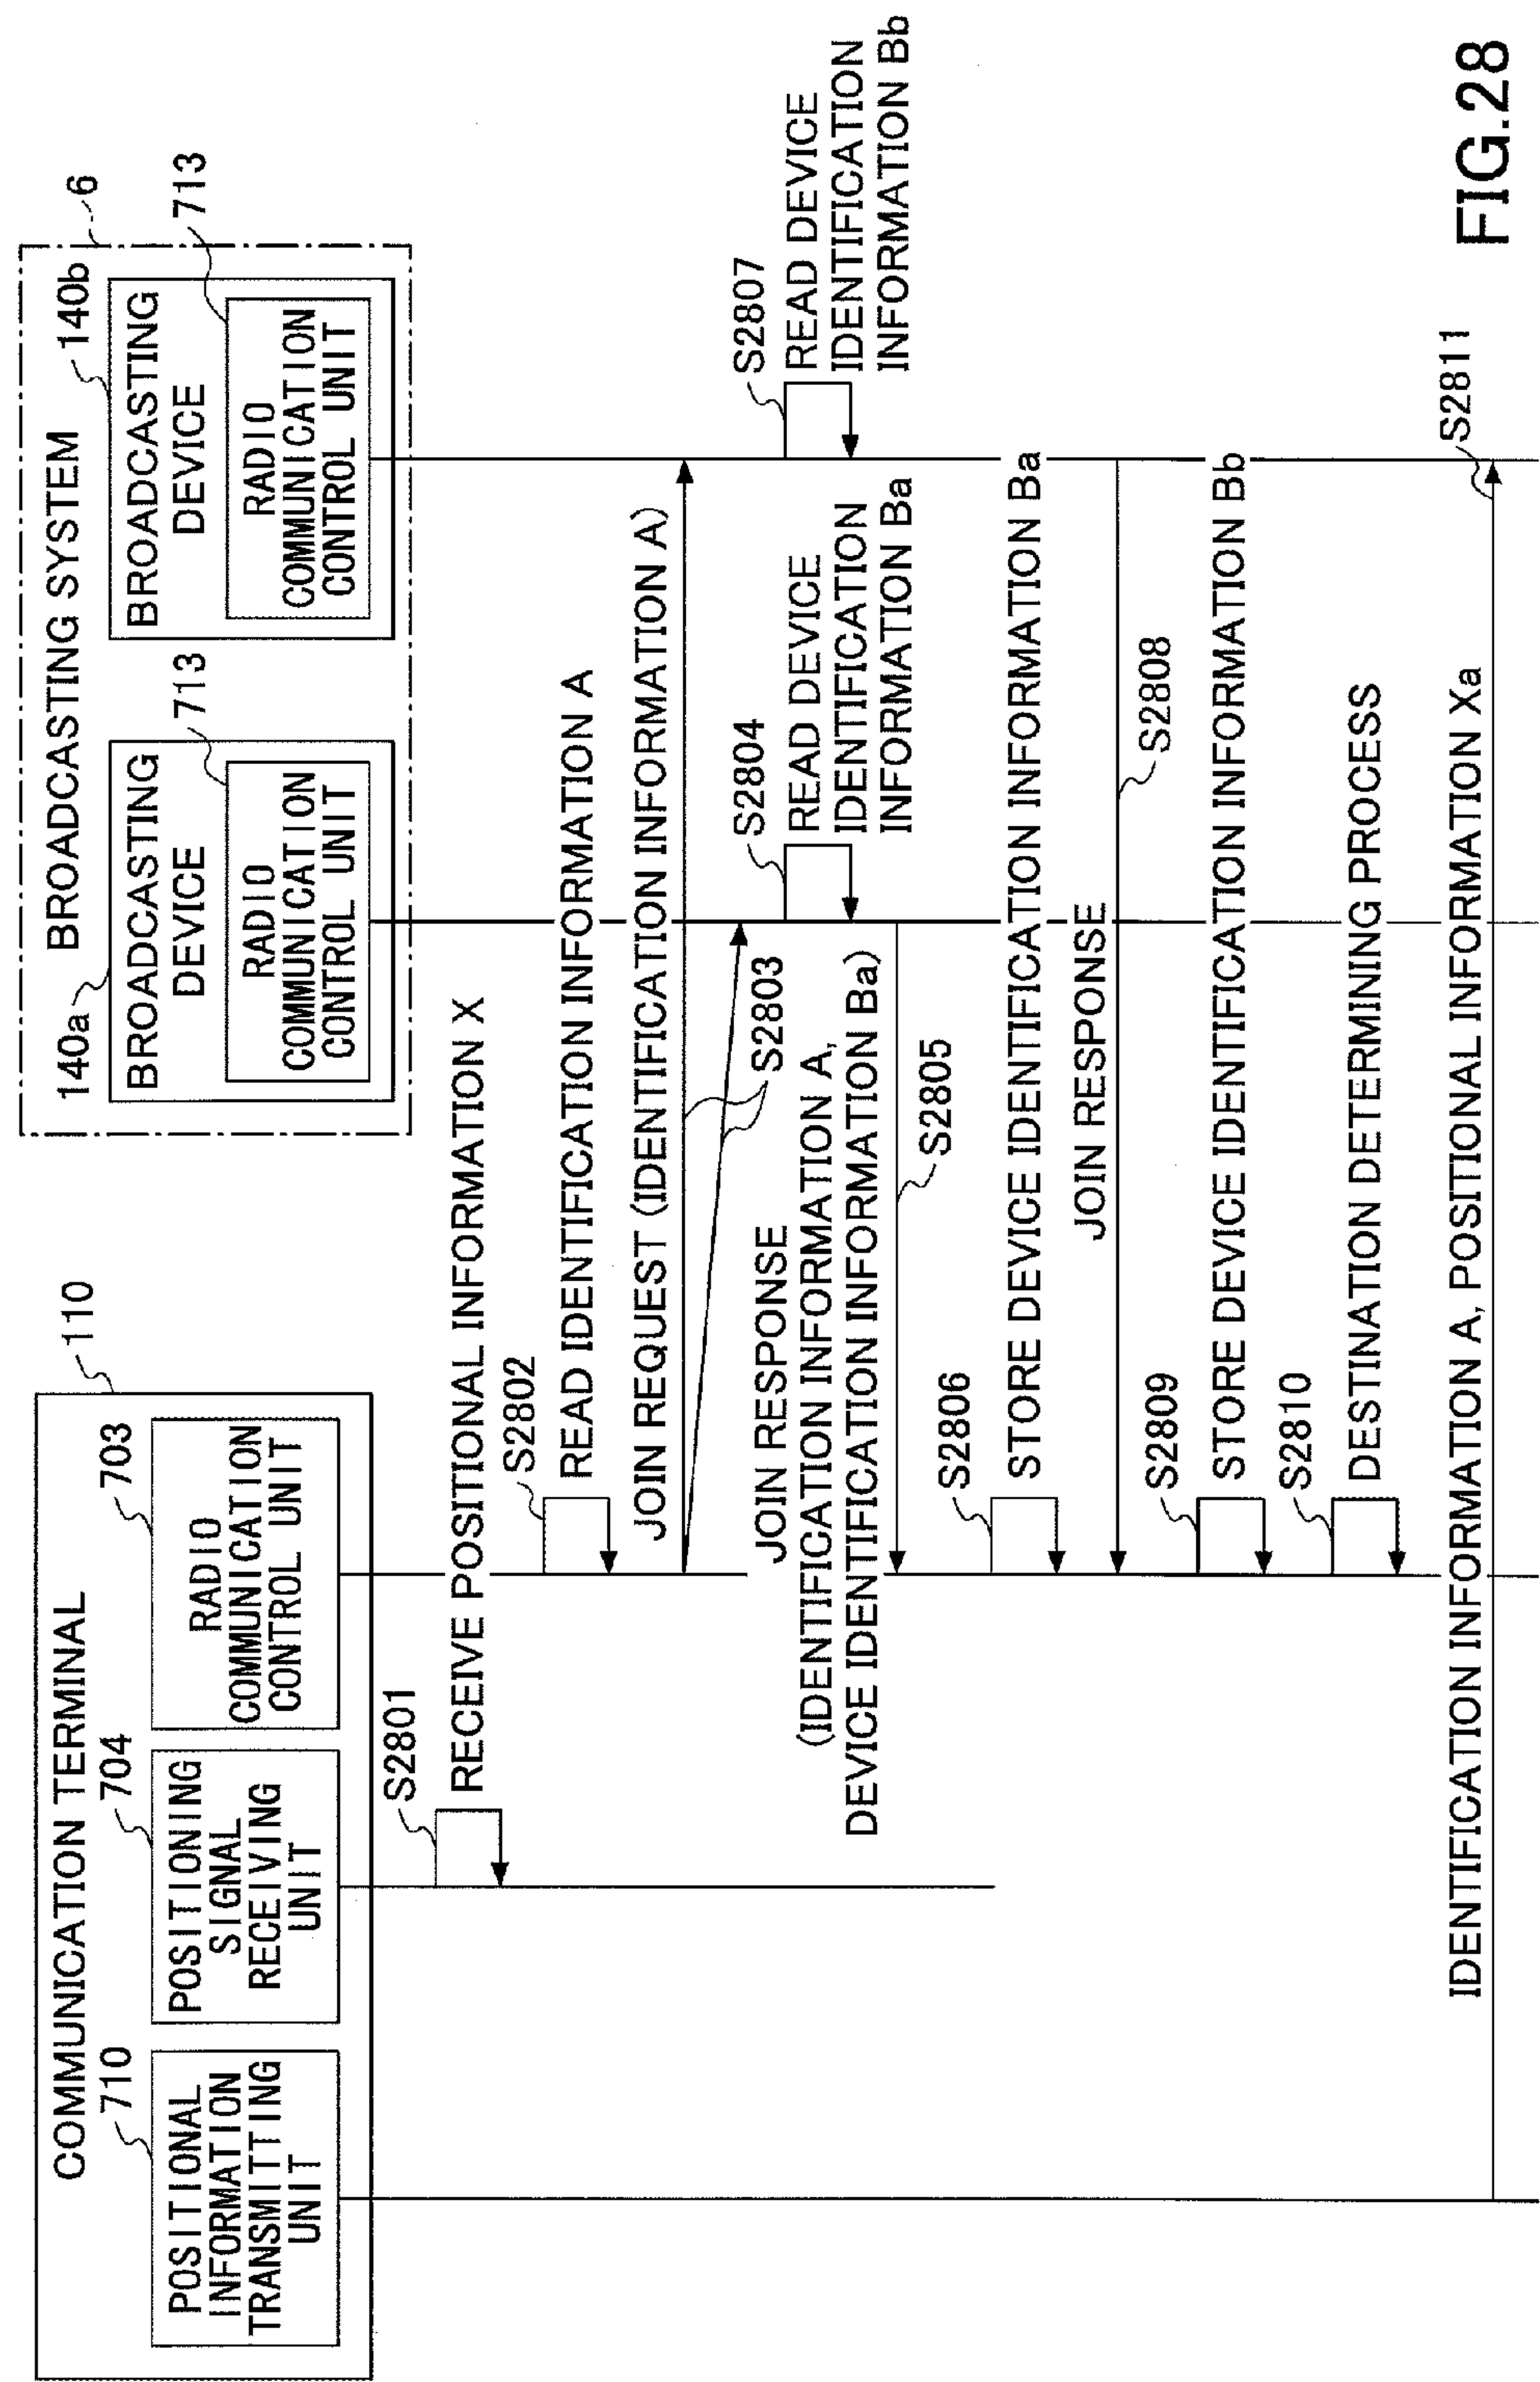 COMMUNICATION TERMINAL
110
710
POSITIONAL
INFORMATION
TRANSMITTING
UNIT
704
POSITIONING
SIGNAL
RECEIVING
UNIT
703
RADIO
COMMUNICATION
CONTROL UNIT
BROADCASTING SYSTEM
6
140a
BROADCASTING
DEVICE
713
RADIO
COMMUNICATION
CONTROL UNIT
140b
BROADCASTING
DEVICE
713
RADIO
COMMUNICATION
CONTROL UNIT
S2801
RECEIVE POSITIONAL INFORMATION X
S2802
READ IDENTIFICATION INFORMATION A
JOIN REQUEST (IDENTIFICATION INFORMATION A)
S2803
S2804
READ DEVICE
IDENTIFICATION
INFORMATION Ba
S2807
READ DEVICE
IDENTIFICATION
INFORMATION Bb
JOIN RESPONSE
(IDENTIFICATION INFORMATION A,
DEVICE IDENTIFICATION INFORMATION Ba)
S2805
S2806
STORE DEVICE IDENTIFICATION INFORMATION Ba
JOIN RESPONSE
S2808
S2809
STORE DEVICE IDENTIFICATION INFORMATION Bb
S2810
DESTINATION DETERMINING PROCESS
IDENTIFICATION INFORMATION A, POSITIONAL INFORMATION Xa
S2811
FIG.28